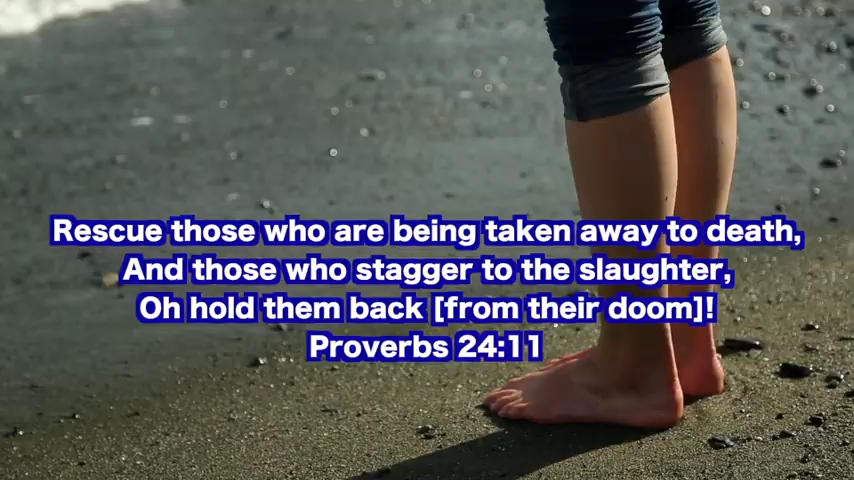 Rescue those who are being taken away to death,
And those who stagger to the slaughter,
Oh hold them back [from their doom]!
Proverbs 24:11